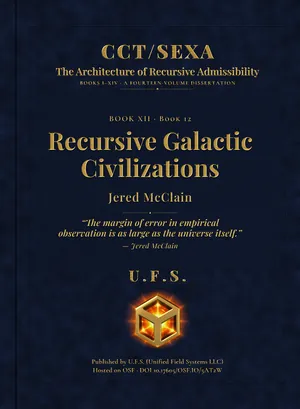 CCT/SEXA
The Architecture of Recursive Admissibility
BOOKS I–XIV · A FOURTEEN-VOLUME DISSERTATION
BOOK XII · Book 12
Recursive Galactic
Civilizations
Jered McClain
“The margin of error in empirical
observation is as large as the universe itself.”
— Jered McClain
U.F.S.
Published by U.F.S. (Unified Field Systems LLC)
Hosted on OSF · DOI 10.17605/OSF.IO/5AT2W